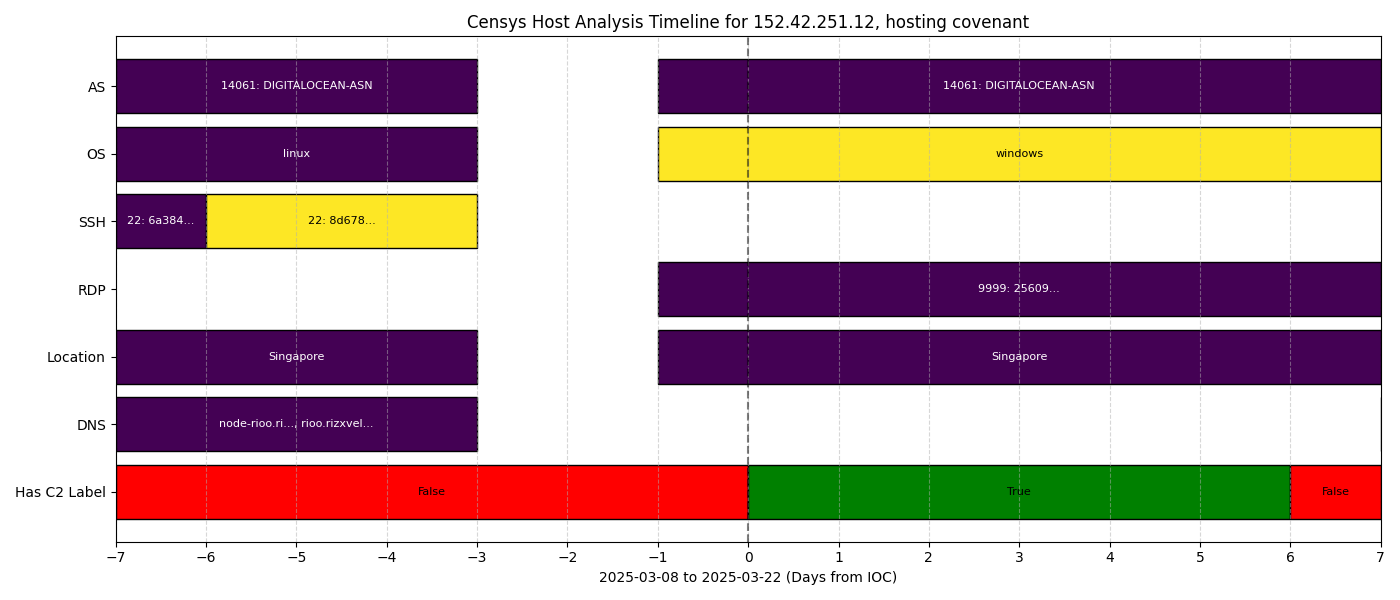 Censys Host Analysis Timeline for 152.42.251.12, hosting covenant
AS
14061: DIGITALOCEAN-ASN
14061: DIGITALOCEAN-ASN
OS
linux
windows
SSH
22: 6a384...
22: 8d678...
RDP
9999: 25609...
Location
Singapore
Singapore
DNS
node-rioo.ri..., rioo.rizxvel...
Has C2 Label
False
True
False
−7 −6 −5 −4 −3 −2 −1 0 1 2 3 4 5 6 7
2025-03-08 to 2025-03-22 (Days from IOC)